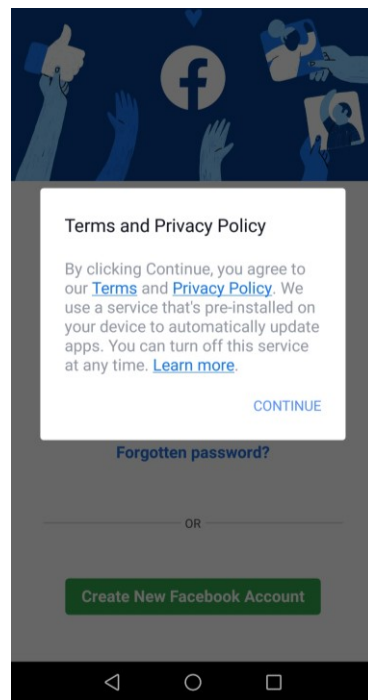 Terms and Privacy Policy
By clicking Continue, you agree to
our Terms and Privacy Policy. We
use a service that's pre-installed on
your device to automatically update
apps. You can turn off this service
at any time. Learn more.
CONTINUE
Forgotten password?
OR
Create New Facebook Account